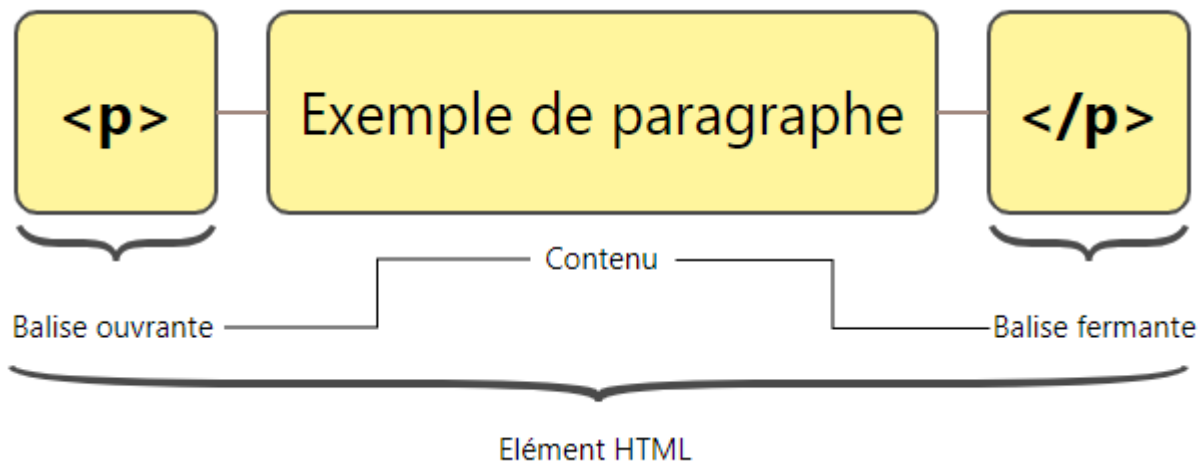 <p> Exemple de paragraphe </p>
Contenu
Balise ouvrante Balise fermante
Elément HTML